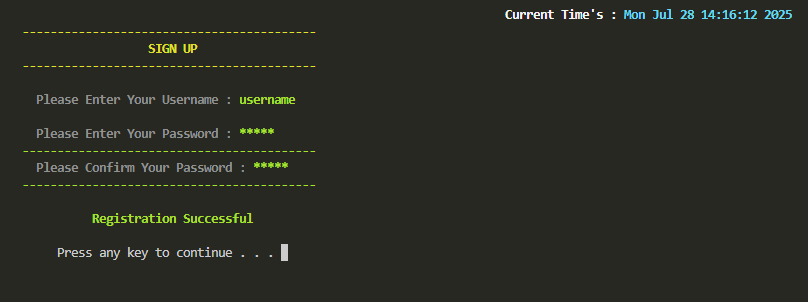 Current Time's : Mon Jul 28 14:16:12 2025
------------------------------------------
SIGN UP
------------------------------------------
Please Enter Your Username : username
Please Enter Your Password : *****
------------------------------------------
Please Confirm Your Password : *****
------------------------------------------
Registration Successful
Press any key to continue . . .